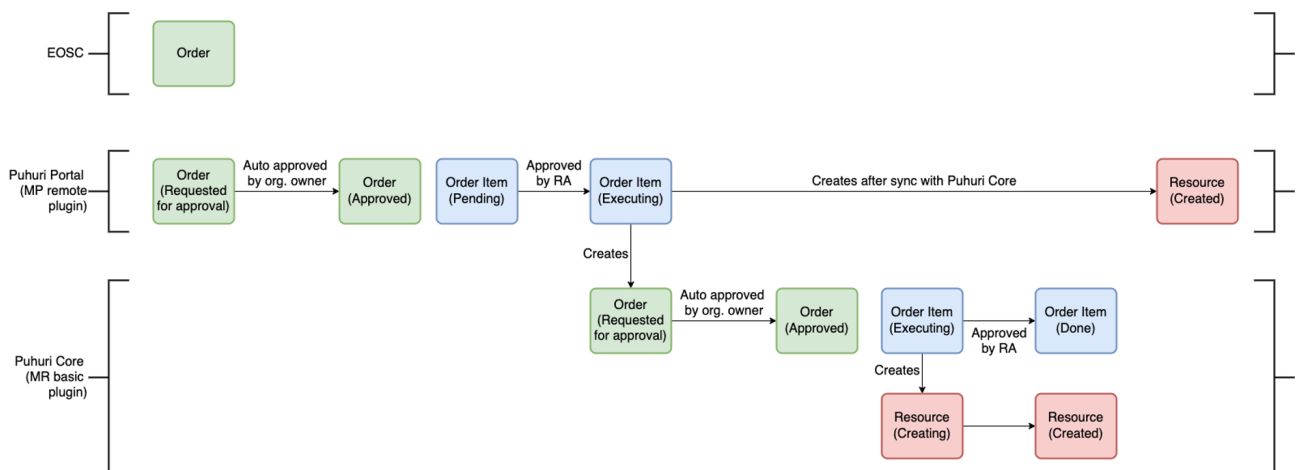 EOSC
Order
Puhuri Portal
(MP remote
plugin)
Order
(Requested
for approval)
Auto approved
by org. owner
Order
(Approved)
Order Item
(Pending)
Approved
by RA
Order Item
(Executing)
Creates after sync with Puhuri Core
Resource
(Created)
Creates
Puhuri Core
(MR basic
plugin)
Order
(Requested
for approval)
Auto approved
by org. owner
Order
(Approved)
Order Item
(Executing)
Approved
by RA
Order Item
(Done)
Creates
Resource
(Creating)
Resource
(Created)